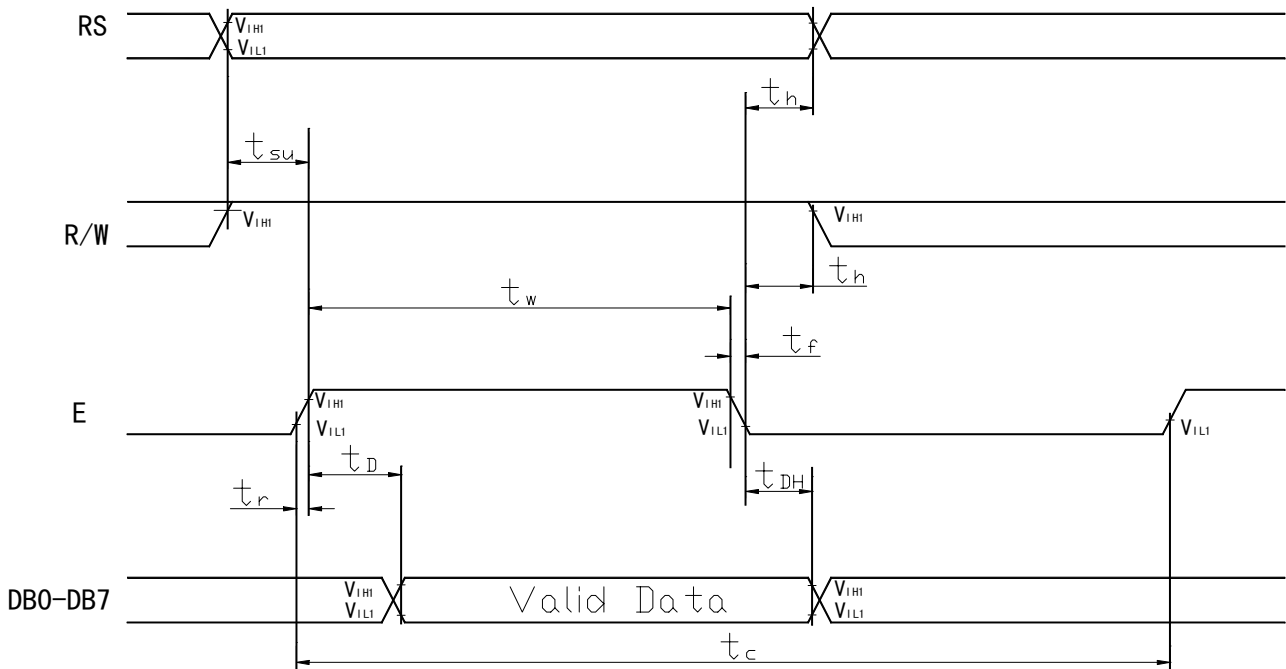 RS
VIH1
VIL1
th
tsu
R/W
VIH1
VIH1
th
tw
tf
E
VIH1
VIH1
VIL1
VIL1
VIL1
tD
tDH
tr
DB0-DB7
VIH1
VIL1
Valid Data
VIH1
VIL1
tc